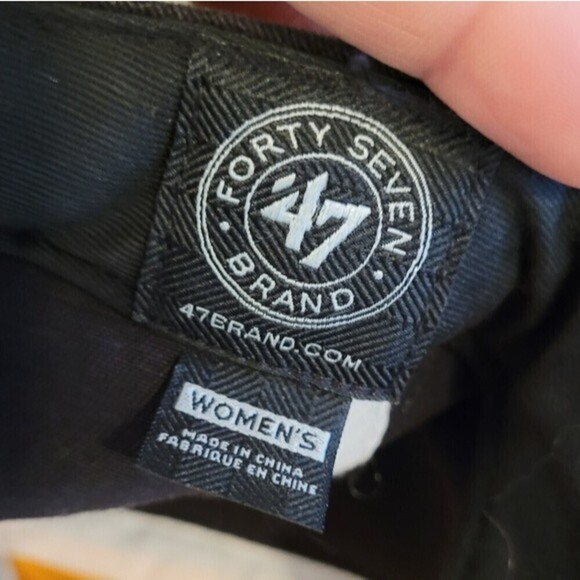 FORTY SEVEN
'47
BRAND
47BRAND.COM
WOMEN'S
MADE IN CHINA
FABRIQUE EN CHINE